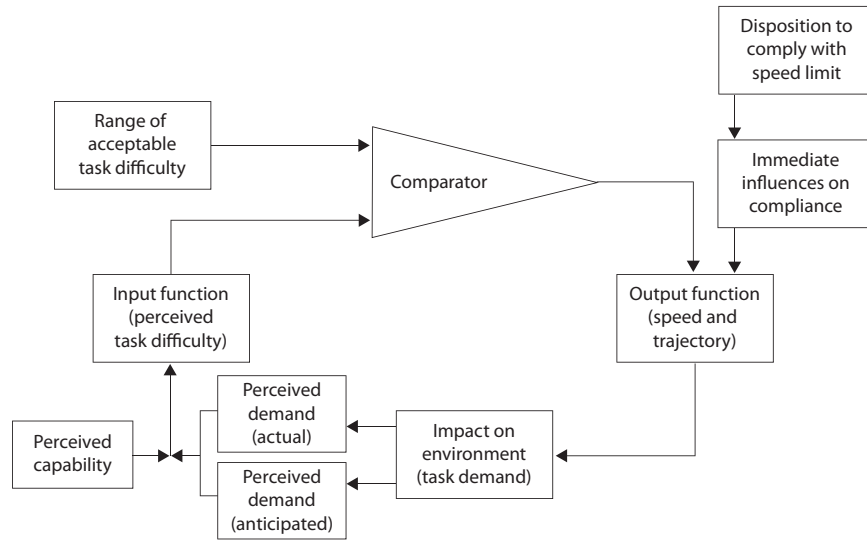 Disposition to
comply with
speed limit
Range of
acceptable
task difficulty
Comparator
Immediate
influences on
compliance
Input function
(perceived
task difficulty)
Output function
(speed and
trajectory)
Perceived
demand
(actual)
Perceived
capability
Impact on
environment
(task demand)
Perceived
demand
(anticipated)